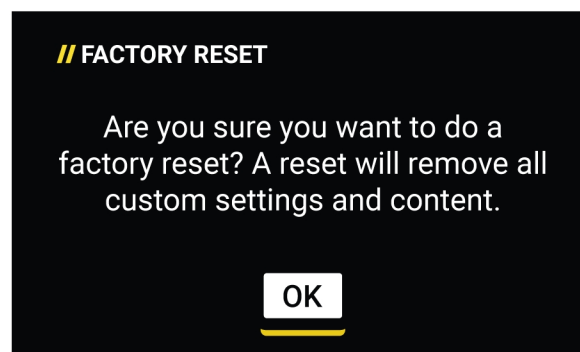 // FACTORY RESET
Are you sure you want to do a
factory reset? A reset will remove all
custom settings and content.
OK